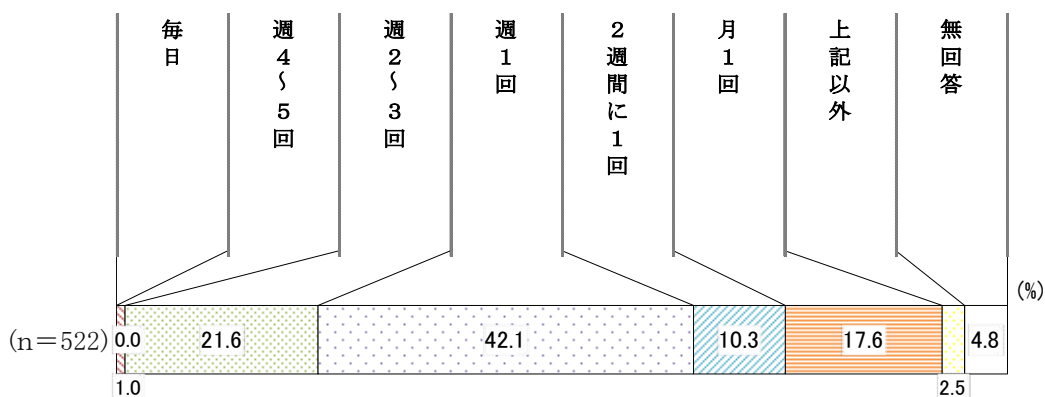 毎日
週4～5回
週2～3回
週1回
2週間に1回
月1回
上記以外
無回答
(%)
(n＝522)
0.0
21.6
42.1
10.3
17.6
4.8
1.0
2.5